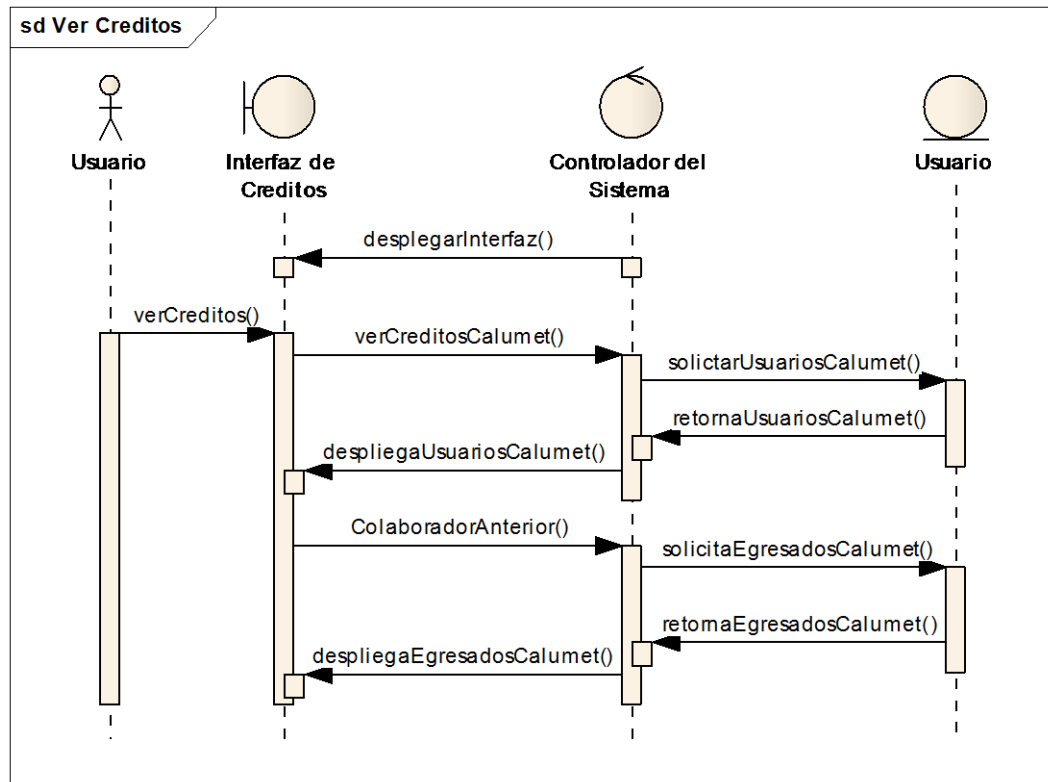 sd Ver Creditos
Usuario
Interfaz de
Creditos
Controlador del
Sistema
Usuario
desplegarInterfaz()
verCreditos()
verCreditosCalumet()
solictarUsuariosCalumet()
retornaUsuariosCalumet()
despliegaUsuariosCalumet()
ColaboradorAnterior()
solicitaEgresadosCalumet()
retornaEgresadosCalumet()
despliegaEgresadosCalumet()